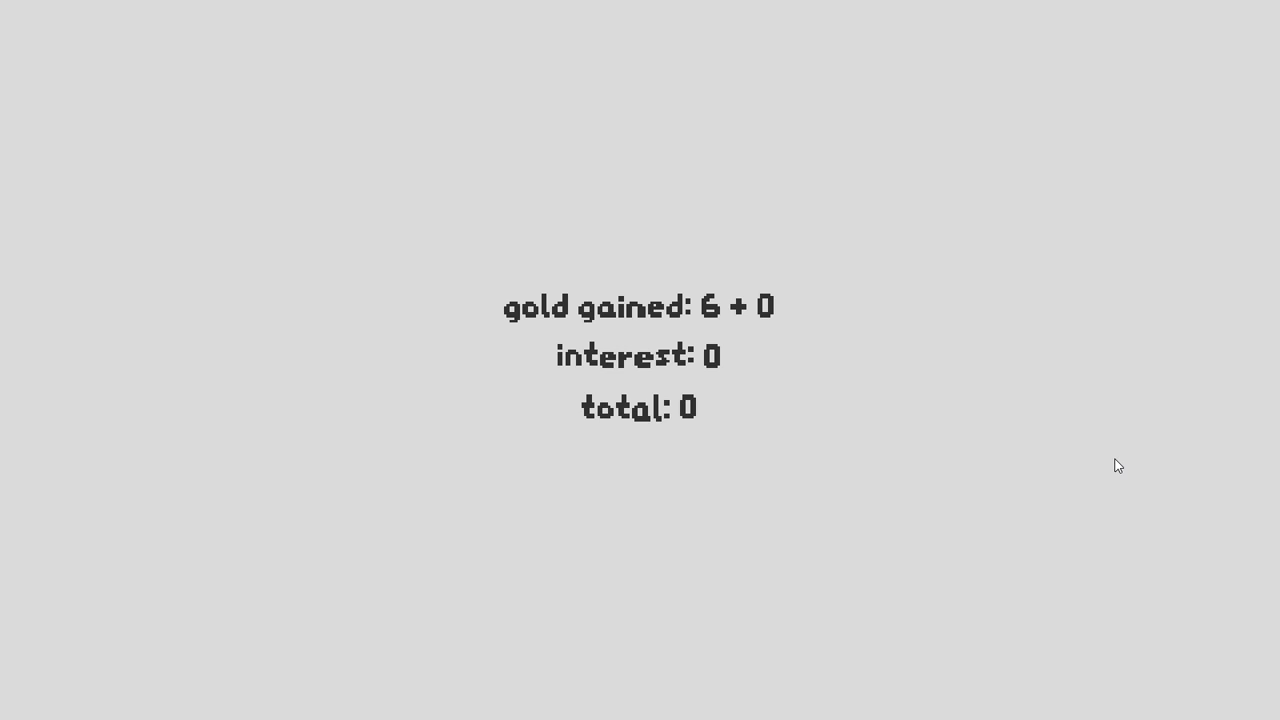 gold gained: 6 + 0
interest: 0
total: 0